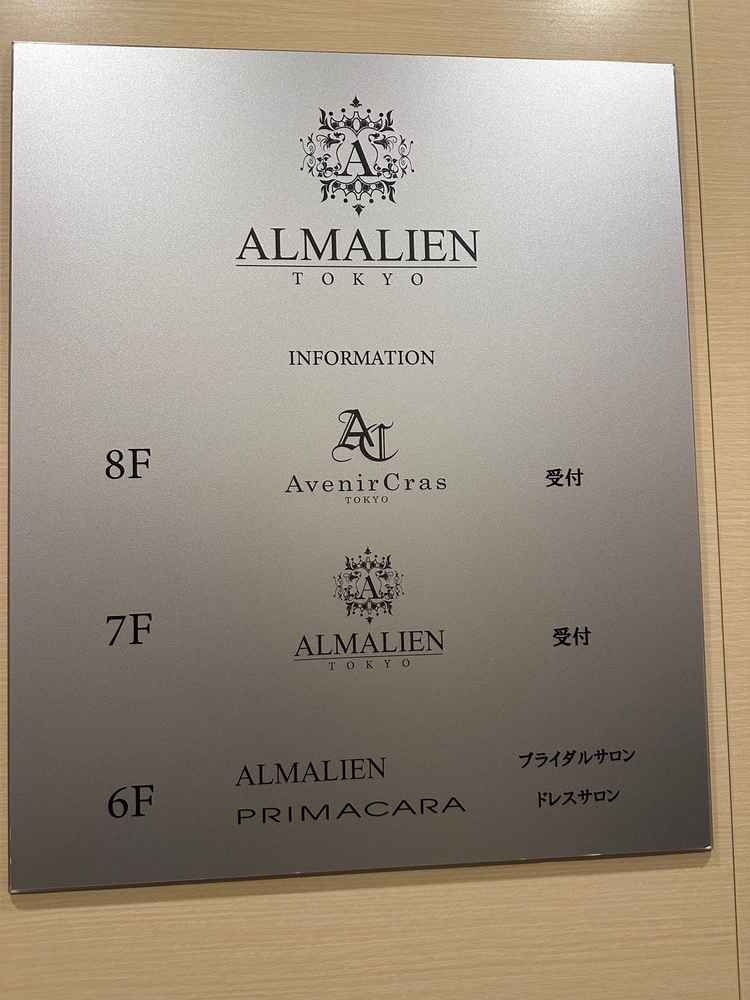 A
ALMALIEN
TOKYO
INFORMATION
8F
AC
AvenirCras
TOKYO
受付
7F
A
ALMALIEN
TOKYO
受付
6F
ALMALIEN
ブライダルサロン
PRIMACARA
ドレスサロン